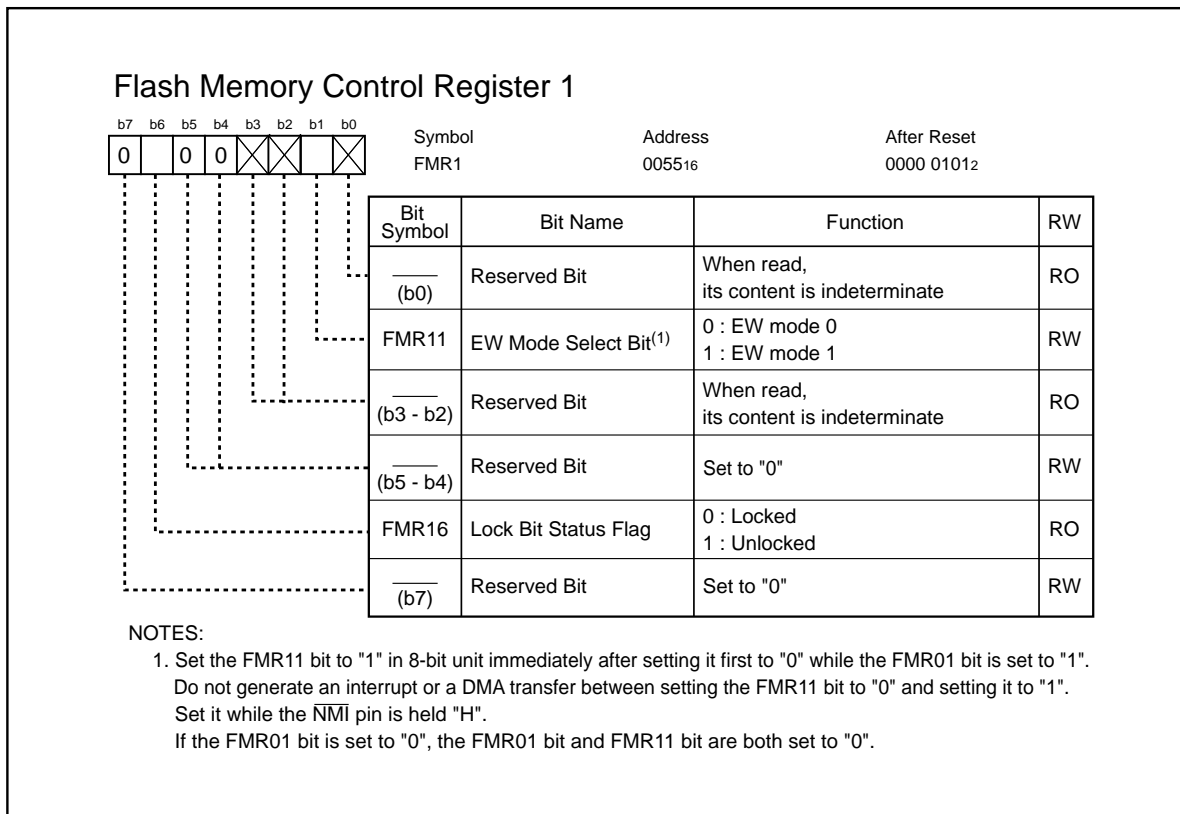 Flash Memory Control Register 1
b7 b6 b5 b4 b3 b2 b1 b0
0 0 0
Symbol Address After Reset
FMR1 0055₁₆ 0000 0101₂
Bit Symbol Bit Name Function RW
(b0) Reserved Bit When read, its content is indeterminate RO
FMR11 EW Mode Select Bit(1) 0 : EW mode 0
1 : EW mode 1 RW
(b3 - b2) Reserved Bit When read, its content is indeterminate RO
(b5 - b4) Reserved Bit Set to "0" RW
FMR16 Lock Bit Status Flag 0 : Locked
1 : Unlocked RO
(b7) Reserved Bit Set to "0" RW
NOTES:
1. Set the FMR11 bit to "1" in 8-bit unit immediately after setting it first to "0" while the FMR01 bit is set to "1".
Do not generate an interrupt or a DMA transfer between setting the FMR11 bit to "0" and setting it to "1".
Set it while the N̅M̅I̅ pin is held "H".
If the FMR01 bit is set to "0", the FMR01 bit and FMR11 bit are both set to "0".